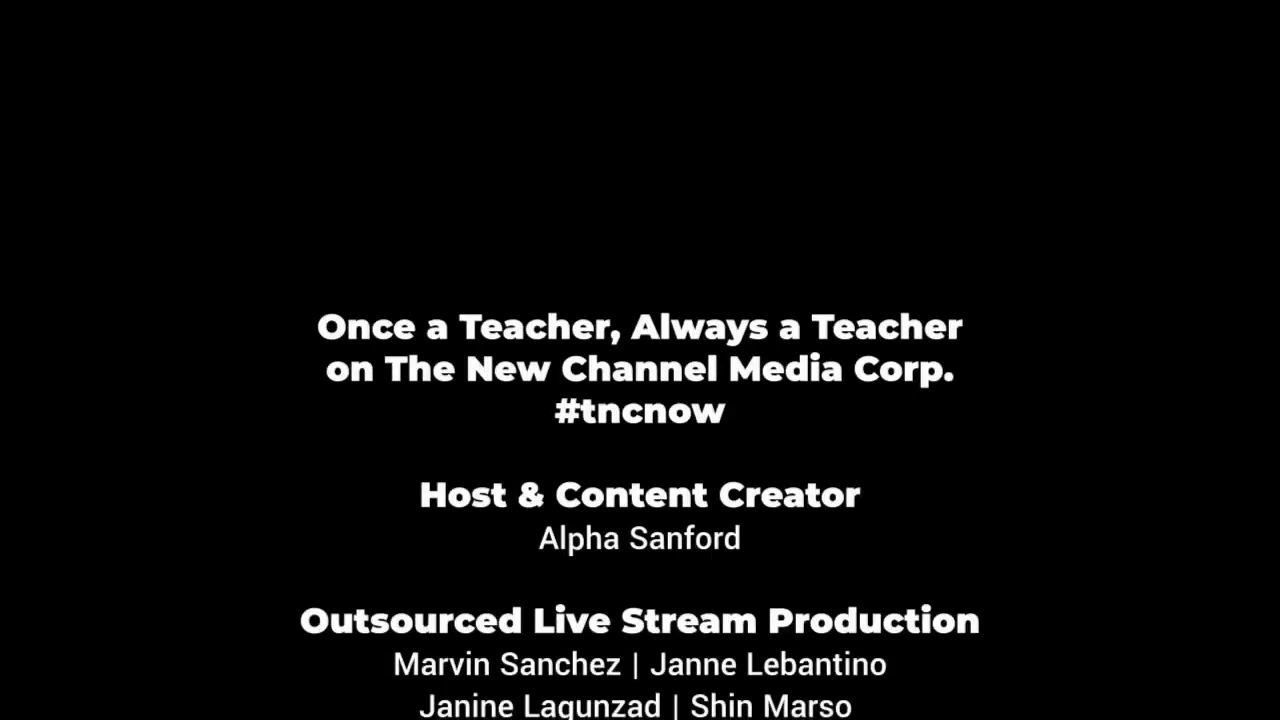 Once a Teacher, Always a Teacher
on The New Channel Media Corp.
#tncnow
Host & Content Creator
Alpha Sanford
Outsourced Live Stream Production
Marvin Sanchez | Janne Lebantino
Janine Lagunzad | Shin Marso